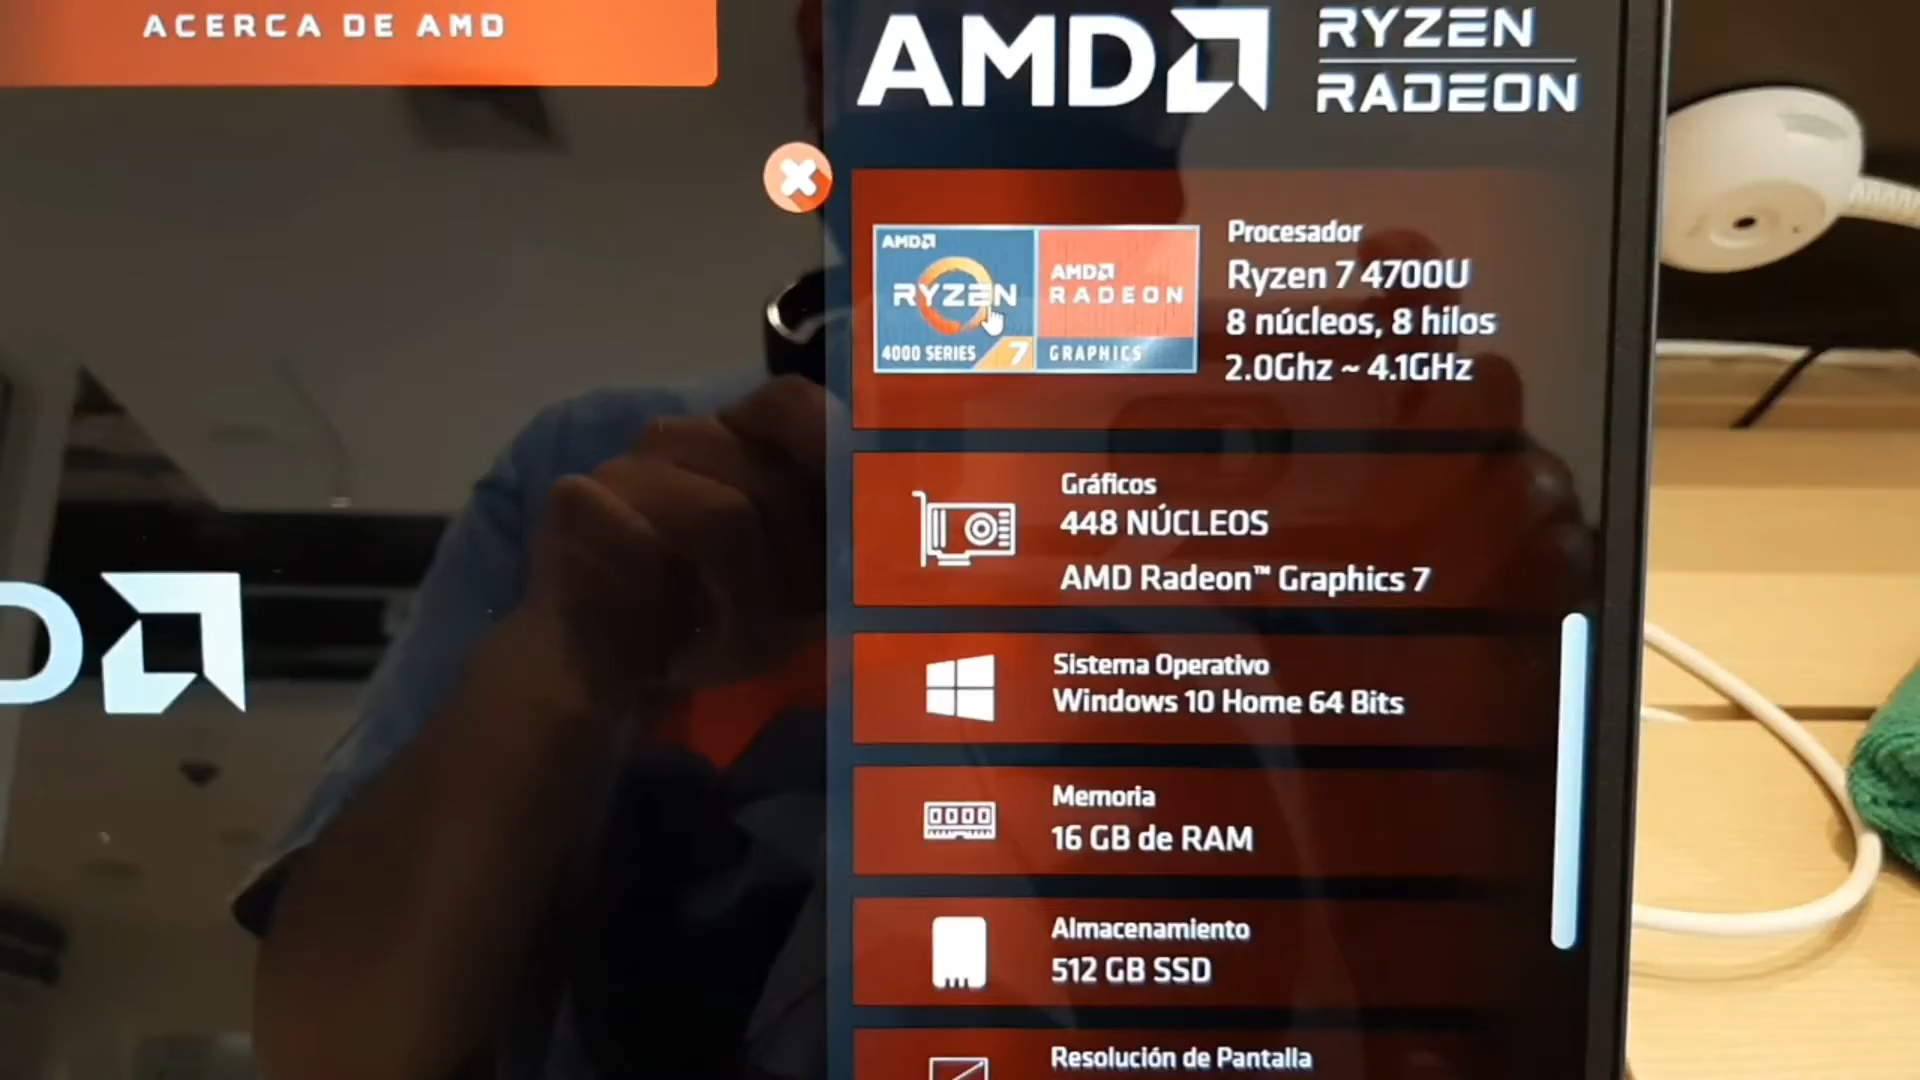 ACERCA DE AMD
AMD
RYZEN
RADEON
AMD
RYZEN
4000 SERIES 7
AMD
RADEON
GRAPHICS
Procesador
Ryzen 7 4700U
8 núcleos, 8 hilos
2.0Ghz ~ 4.1GHz
Gráficos
448 NÚCLEOS
AMD Radeon™ Graphics 7
D
Sistema Operativo
Windows 10 Home 64 Bits
Memoria
16 GB de RAM
Almacenamiento
512 GB SSD
Resolución de Pantalla